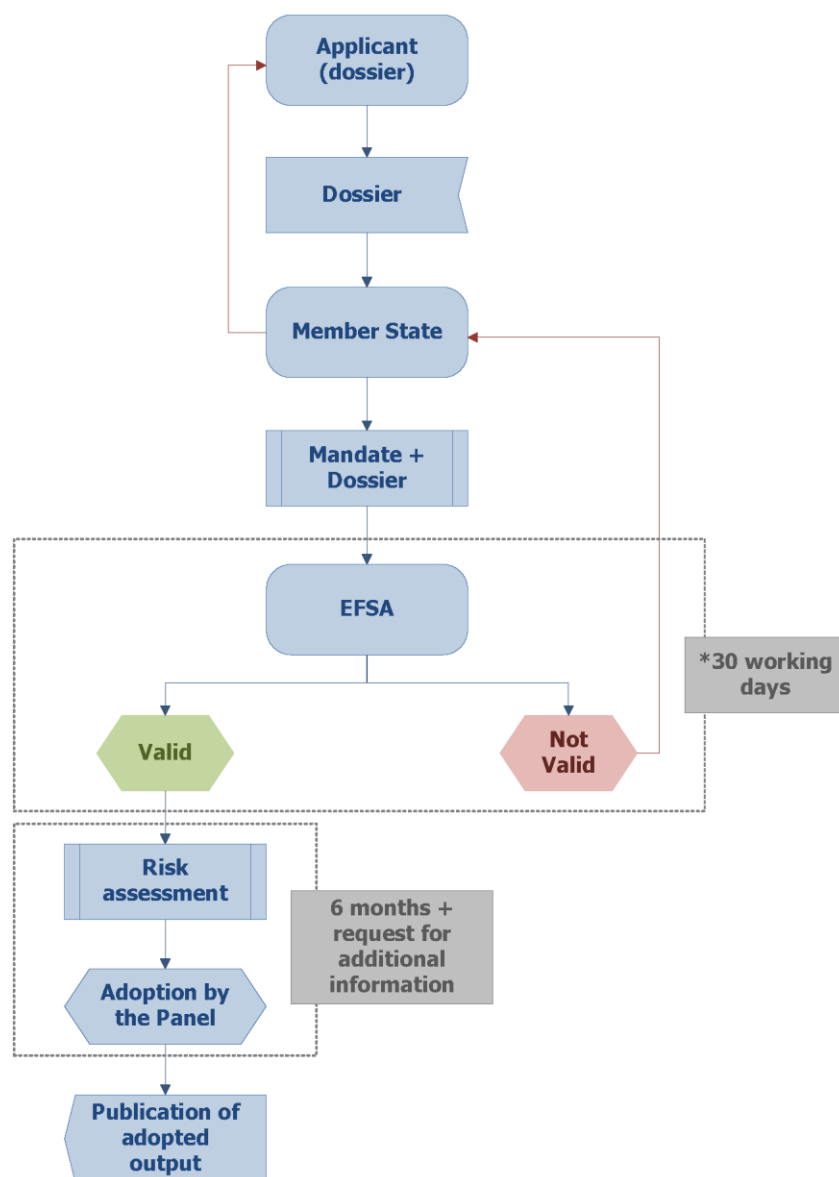 Applicant
(dossier)
Dossier
Member State
Mandate +
Dossier
EFSA
*30 working
days
Valid
Not
Valid
Risk
assessment
6 months +
request for
additional
information
Adoption by
the Panel
Publication of
adopted
output